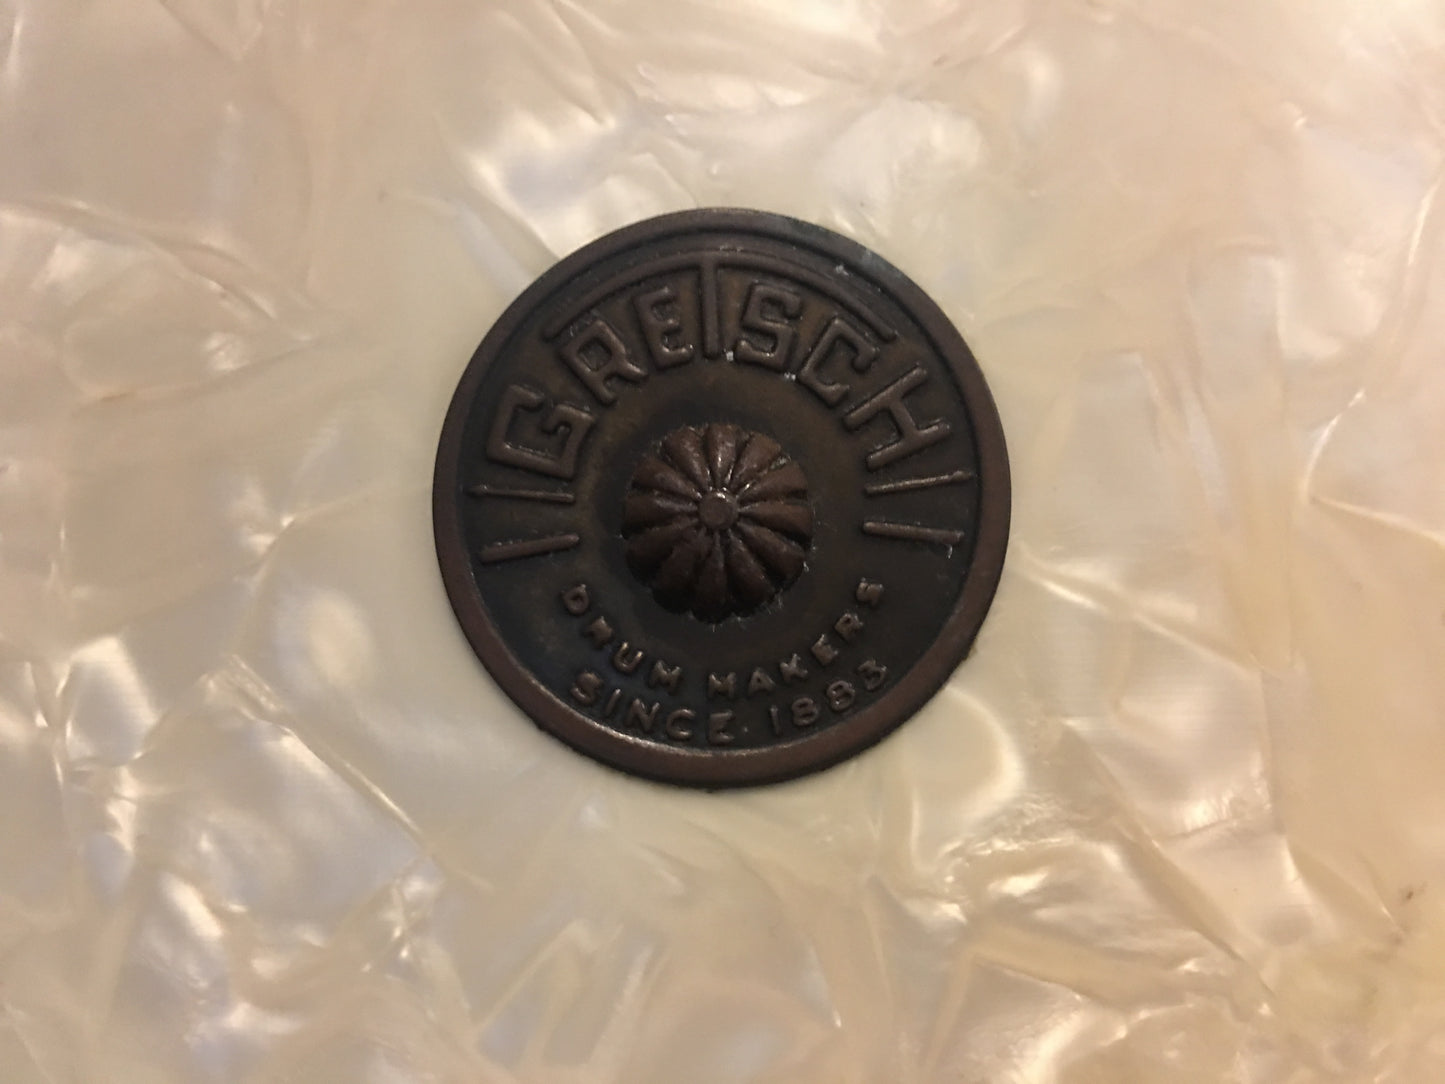 GRETSCH
DRUM MAKERS
SINCE 1883